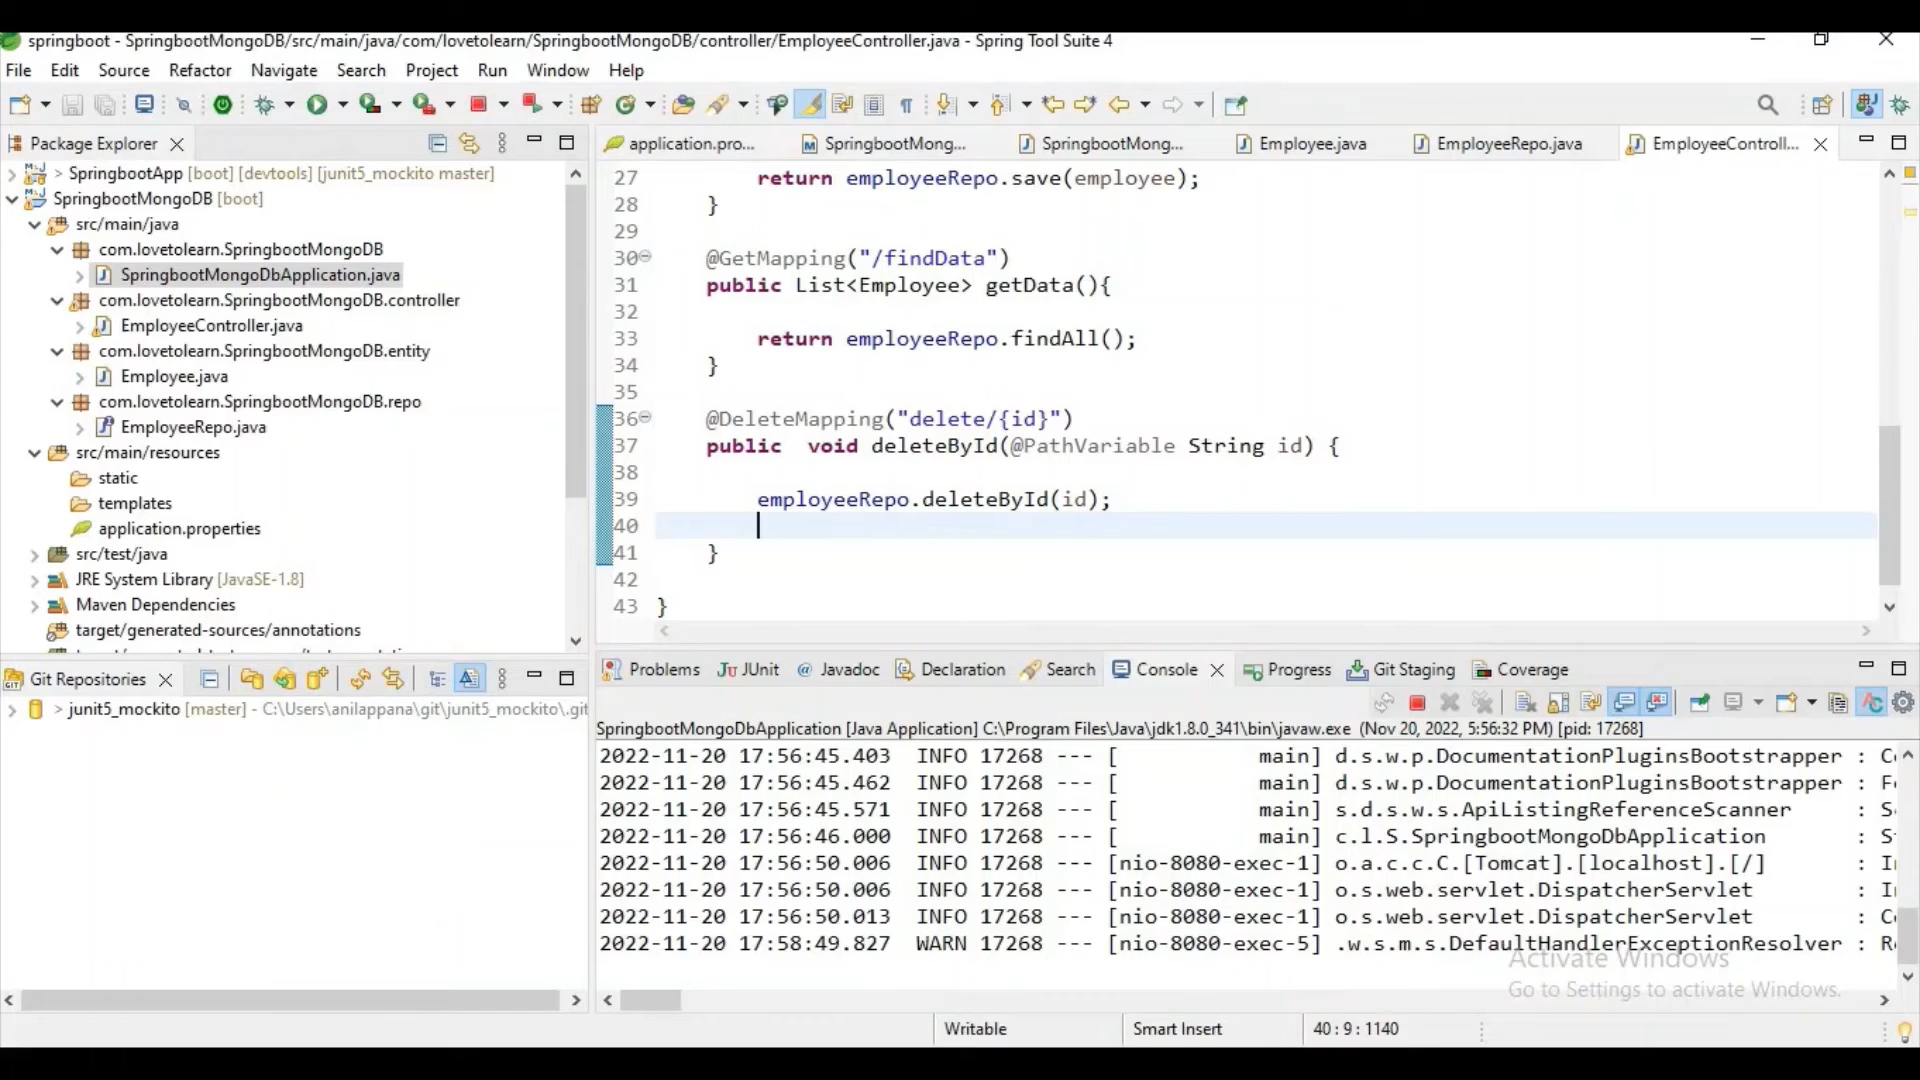 springboot - SpringbootMongoDB/src/main/java/com/lovetolearn/SpringbootMongoDB/controller/EmployeeController.java - Spring Tool Suite 4
File Edit Source Refactor Navigate Search Project Run Window Help
Package Explorer
> SpringbootApp [boot] [devtools] [junit5_mockito master]
SpringbootMongoDB [boot]
src/main/java
com.lovetolearn.SpringbootMongoDB
SpringbootMongoDbApplication.java
com.lovetolearn.SpringbootMongoDB.controller
EmployeeController.java
com.lovetolearn.SpringbootMongoDB.entity
Employee.java
com.lovetolearn.SpringbootMongoDB.repo
EmployeeRepo.java
src/main/resources
static
templates
application.properties
src/test/java
JRE System Library [JavaSE-1.8]
Maven Dependencies
target/generated-sources/annotations
Git Repositories
> junit5_mockito [master] - C:\Users\anilappana\git\junit5_mockito\.git
application.pro... SpringbootMong... SpringbootMong... Employee.java EmployeeRepo.java EmployeeControll...
27 return employeeRepo.save(employee);
28 }
29
30 @GetMapping("/findData")
31 public List<Employee> getData(){
32
33 return employeeRepo.findAll();
34 }
35
36 @DeleteMapping("delete/{id}")
37 public  void deleteById(@PathVariable String id) {
38
39 employeeRepo.deleteById(id);
40
41 }
42
43 }
Problems JUnit Javadoc Declaration Search Console Progress Git Staging Coverage
SpringbootMongoDbApplication [Java Application] C:\Program Files\Java\jdk1.8.0_341\bin\javaw.exe (Nov 20, 2022, 5:56:32 PM) [pid: 17268]
2022-11-20 17:56:45.403  INFO 17268 --- [           main] d.s.w.p.DocumentationPluginsBootstrapper :
2022-11-20 17:56:45.462  INFO 17268 --- [           main] d.s.w.p.DocumentationPluginsBootstrapper :
2022-11-20 17:56:45.571  INFO 17268 --- [           main] s.d.s.w.s.ApiListingReferenceScanner :
2022-11-20 17:56:46.000  INFO 17268 --- [           main] c.l.S.SpringbootMongoDbApplication :
2022-11-20 17:56:50.006  INFO 17268 --- [nio-8080-exec-1] o.a.c.c.C.[Tomcat].[localhost].[/] :
2022-11-20 17:56:50.006  INFO 17268 --- [nio-8080-exec-1] o.s.web.servlet.DispatcherServlet :
2022-11-20 17:56:50.013  INFO 17268 --- [nio-8080-exec-1] o.s.web.servlet.DispatcherServlet :
2022-11-20 17:58:49.827  WARN 17268 --- [nio-8080-exec-5] .w.s.m.s.DefaultHandlerExceptionResolver :
Activate Windows
Go to Settings to activate Windows.
Writable Smart Insert 40 : 9 : 1140